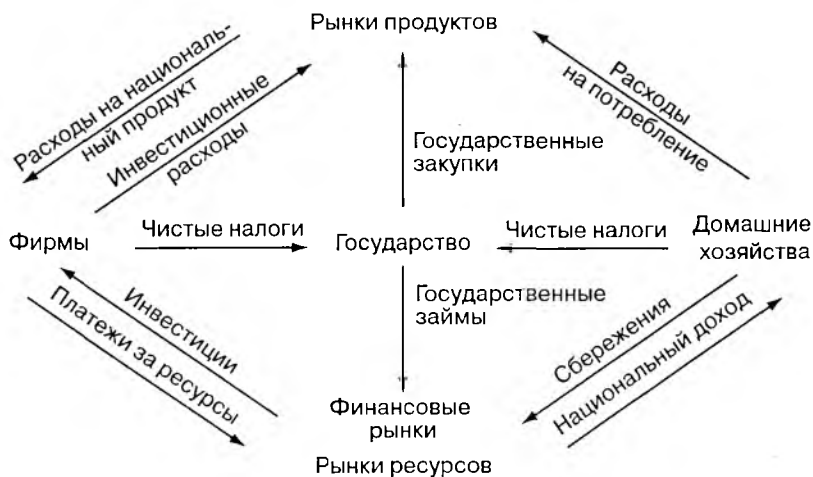 Рынки продуктов
Расходы на националь-
ный продукт
Инвестиционные
расходы
Расходы
на потребление
Государственные
закупки
Фирмы
Чистые налоги
Государство
Чистые налоги
Домашние
хозяйства
Инвестиции
Платежи за ресурсы
Государственные
займы
Сбережения
Национальный доход
Финансовые
рынки
Рынки ресурсов